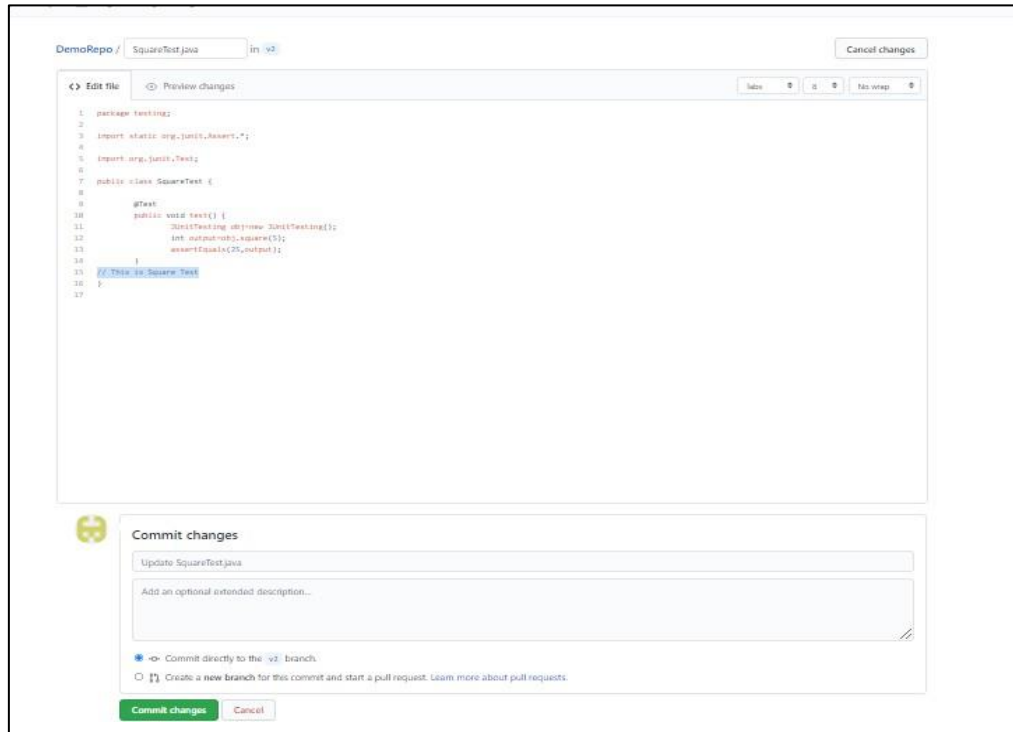 DemoRepo / SquareTest.java in v2 Cancel changes
<> Edit file Preview changes Tabs 8 No wrap
1 package testing;
2
3 import static org.junit.Assert.*;
4
5 import org.junit.Test;
6
7 public class SquareTest {
8
9 @Test
10 public void test() {
11 JUnitTesting obj=new JUnitTesting();
12 int output=obj.square(5);
13 assertEquals(25,output);
14 }
15 // This is Square Test
16 }
17
Commit changes
Update SquareTest.java
Add an optional extended description...
Commit directly to the v2 branch.
Create a new branch for this commit and start a pull request. Learn more about pull requests.
Commit changes Cancel